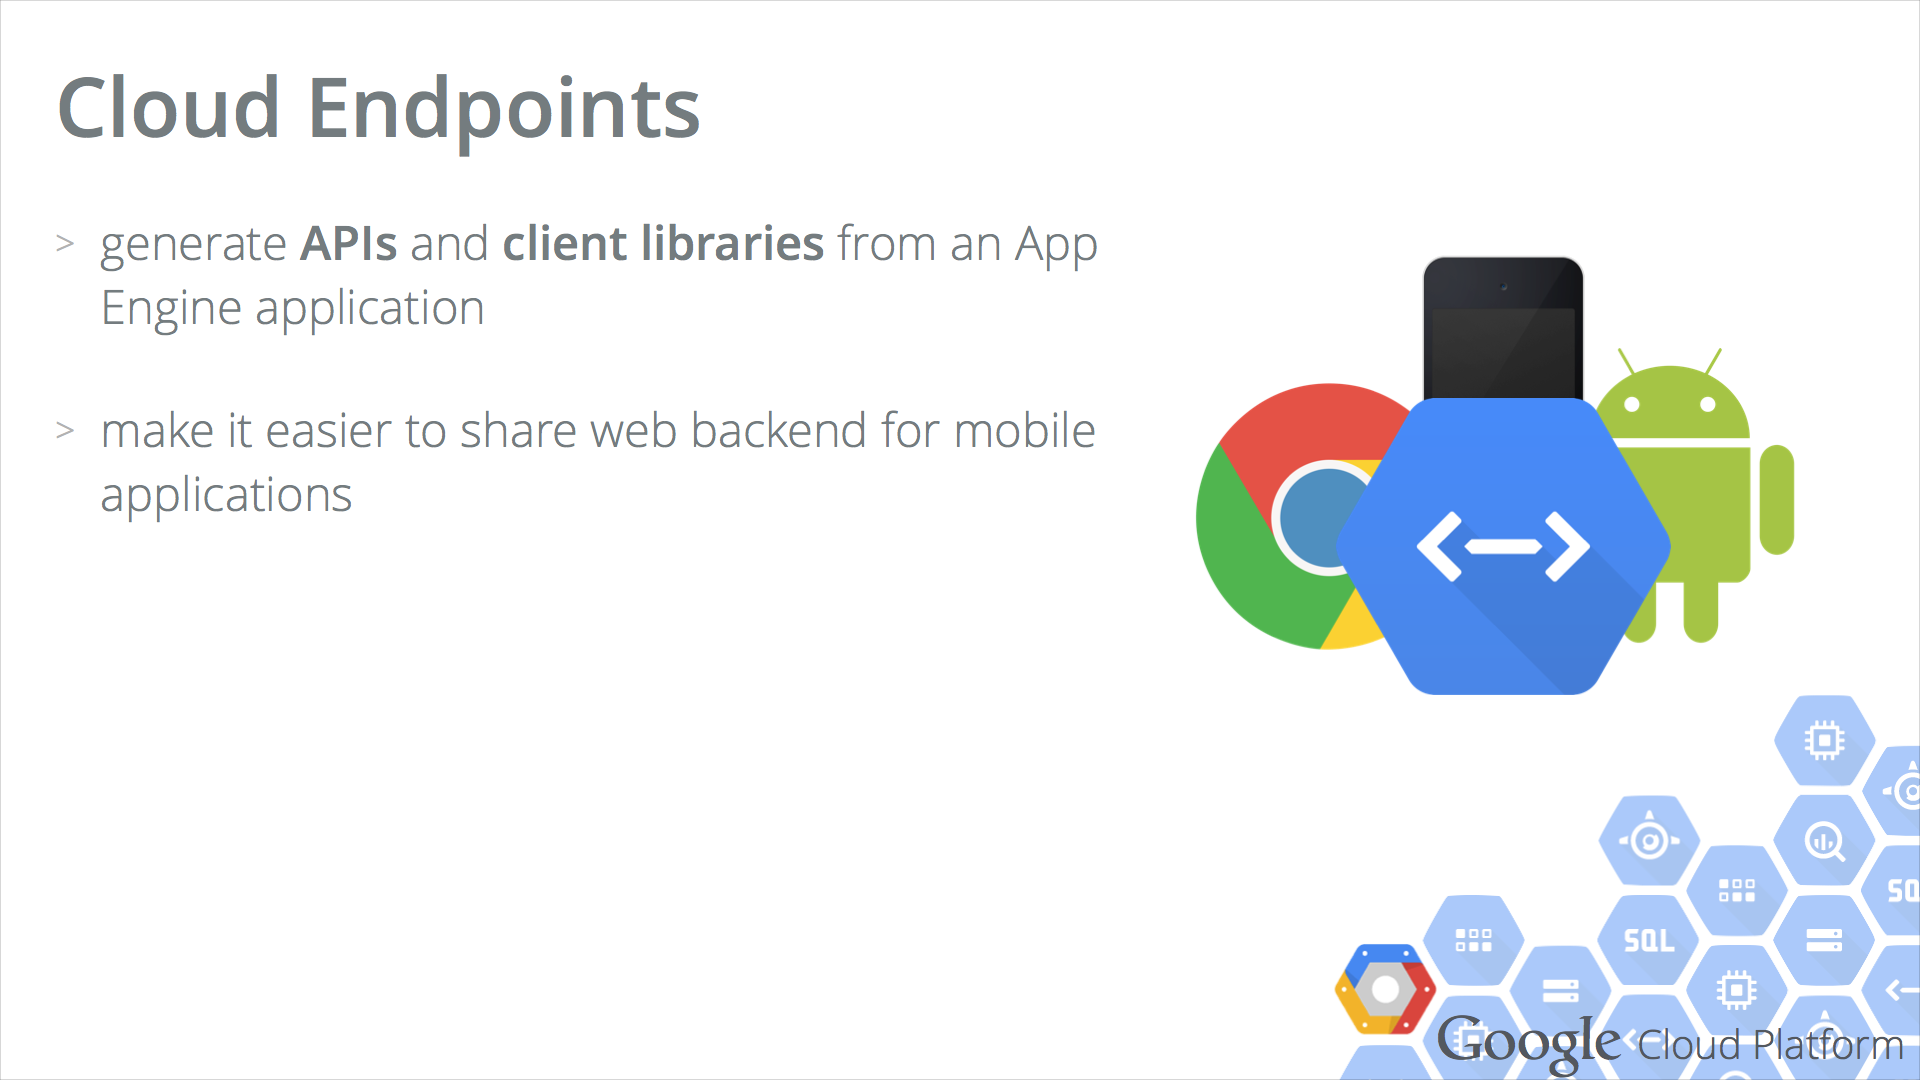 Cloud Endpoints
> generate APIs and client libraries from an App
Engine application
> make it easier to share web backend for mobile
applications
SQL
SQ
Google Cloud Platform